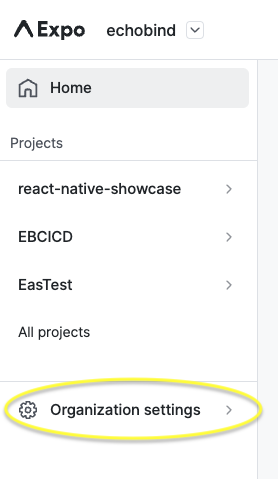 Expo echobind
Home
Projects
react-native-showcase
EBCICD
EasTest
All projects
Organization settings